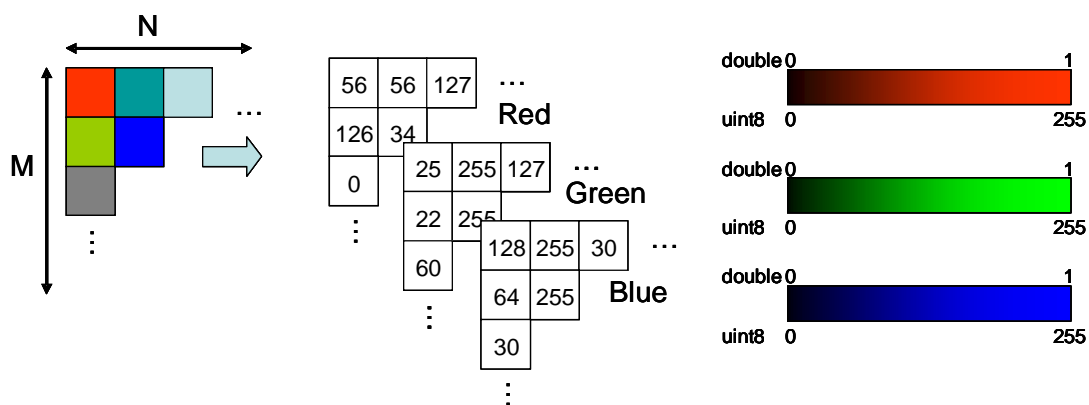 N
M
...
⋮
56 56 127 ...
Red
126 34
0
⋮
25 255 127 ...
Green
22 255
60
⋮
128 255 30 ...
64 255
Blue
30
⋮
double 0 1
uint8 0 255
double 0 1
uint8 0 255
double 0 1
uint8 0 255